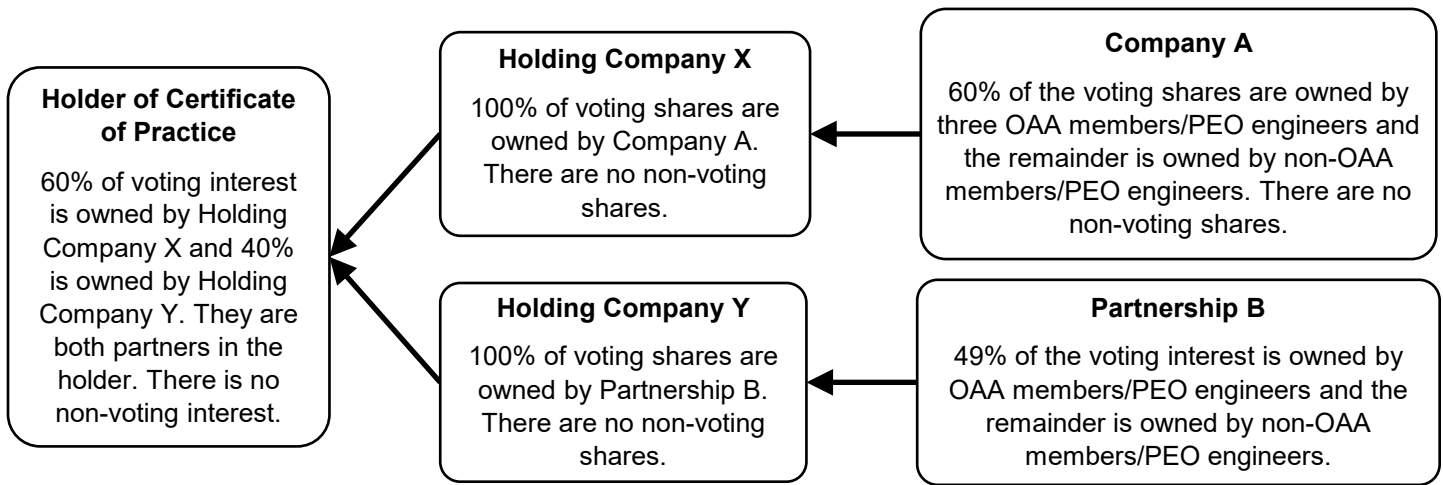 Holder of Certificate
of Practice
60% of voting interest
is owned by Holding
Company X and 40%
is owned by Holding
Company Y. They are
both partners in the
holder. There is no
non-voting interest.
Holding Company X
100% of voting shares are
owned by Company A.
There are no non-voting
shares.
Company A
60% of the voting shares are owned by
three OAA members/PEO engineers and
the remainder is owned by non-OAA
members/PEO engineers. There are no
non-voting shares.
Holding Company Y
100% of voting shares are
owned by Partnership B.
There are no non-voting
shares.
Partnership B
49% of the voting interest is owned by
OAA members/PEO engineers and the
remainder is owned by non-OAA
members/PEO engineers.